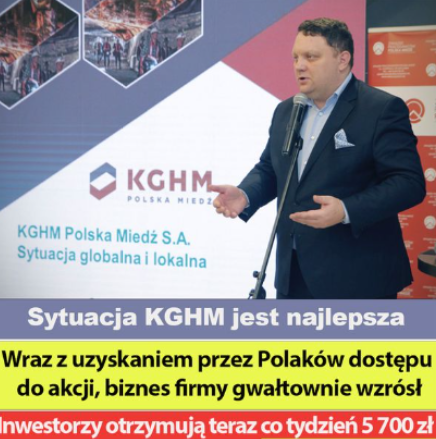 KGHM
POLSKA MIEDŹ
KGHM Polska Miedź S.A.
Sytuacja globalna i lokalna
Sytuacja KGHM jest najlepsza
Wraz z uzyskaniem przez Polaków dostępu
do akcji, biznes firmy gwałtownie wzrósł
Inwestorzy otrzymują teraz co tydzień 5 700 zł